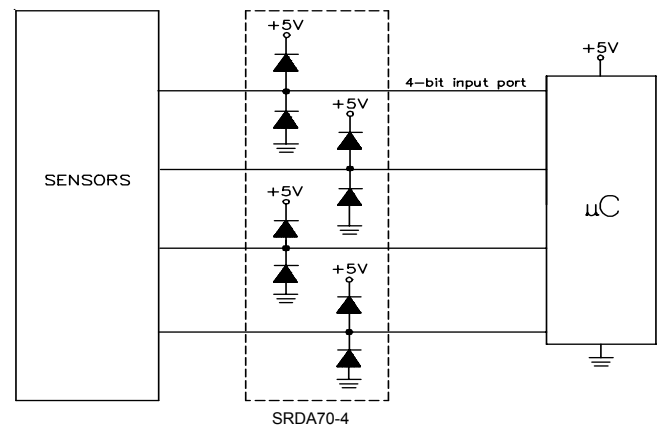 +5V
+5V
4-bit input port
+5V
SENSORS
+5V
µC
+5V
SRDA70-4